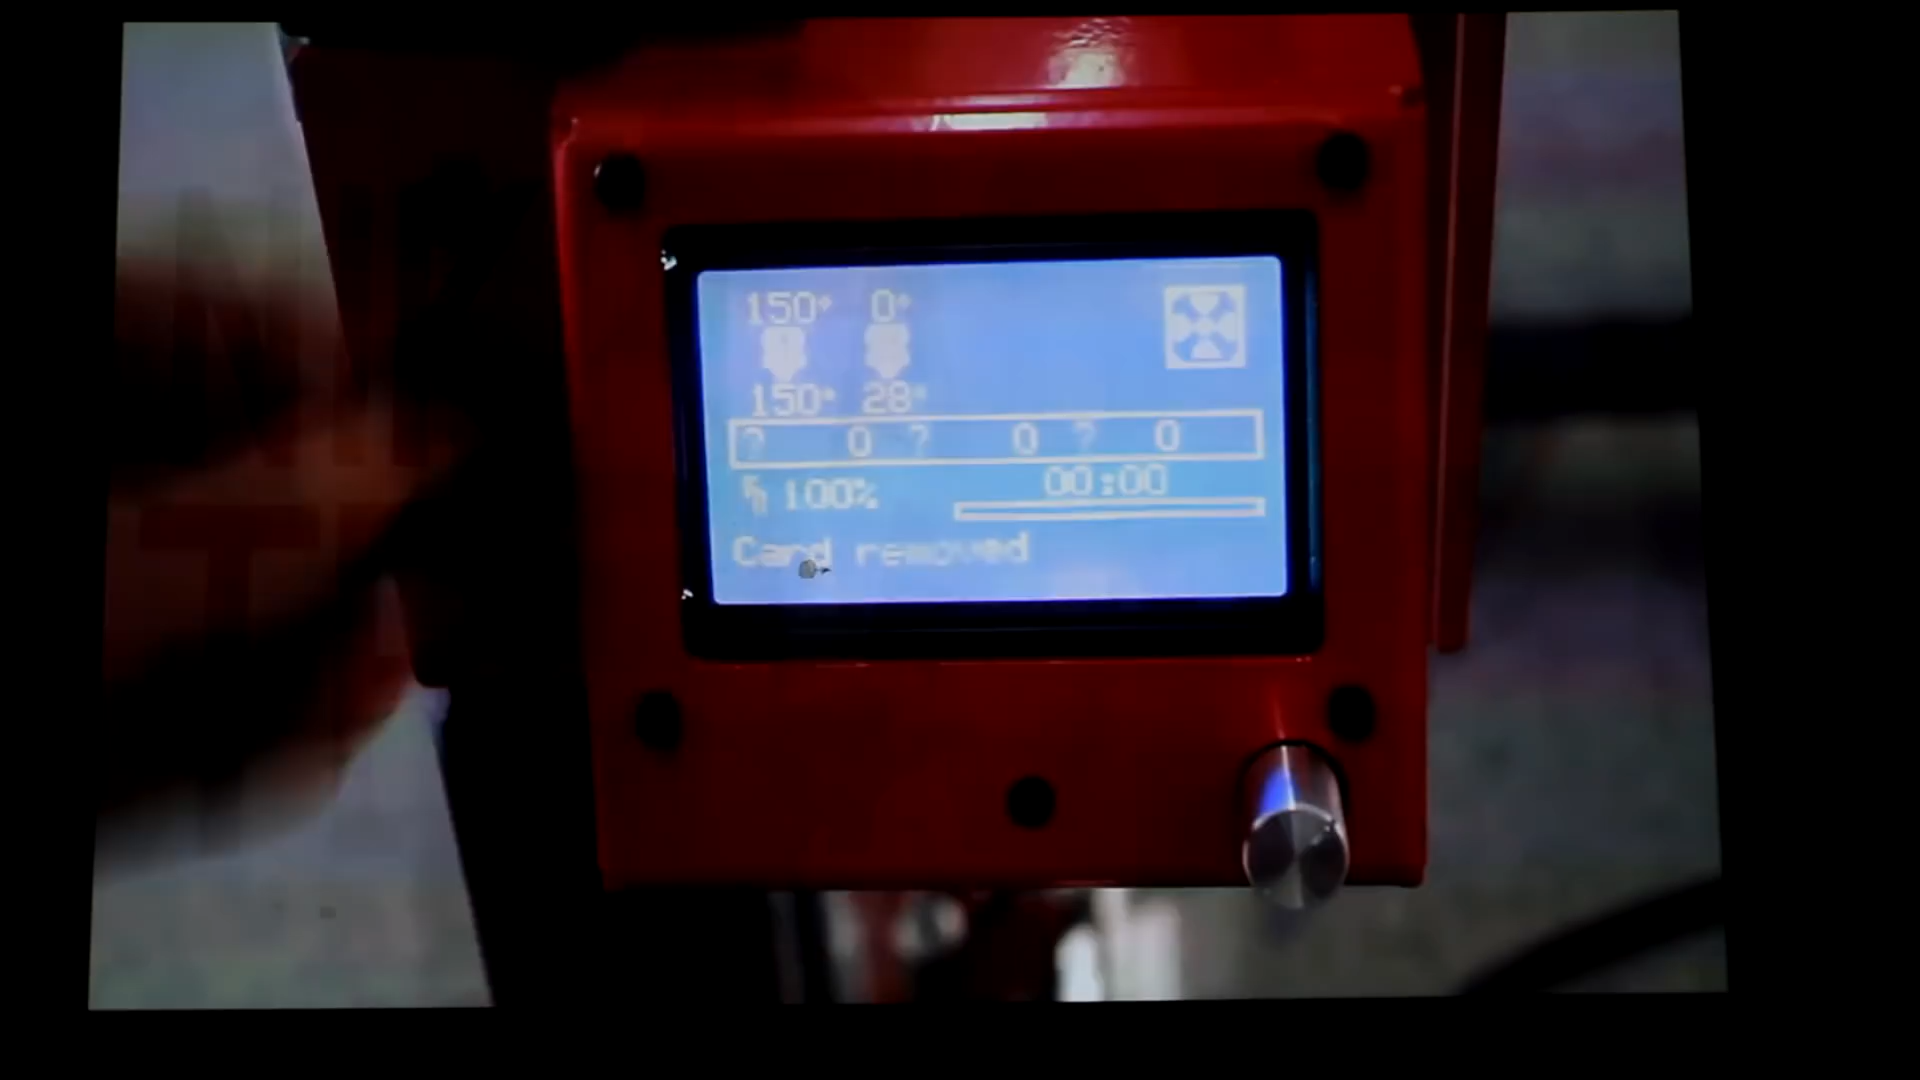 150° 0°
150° 28°
? 0 ? 0 ? 0
100% 00:00
Card removed